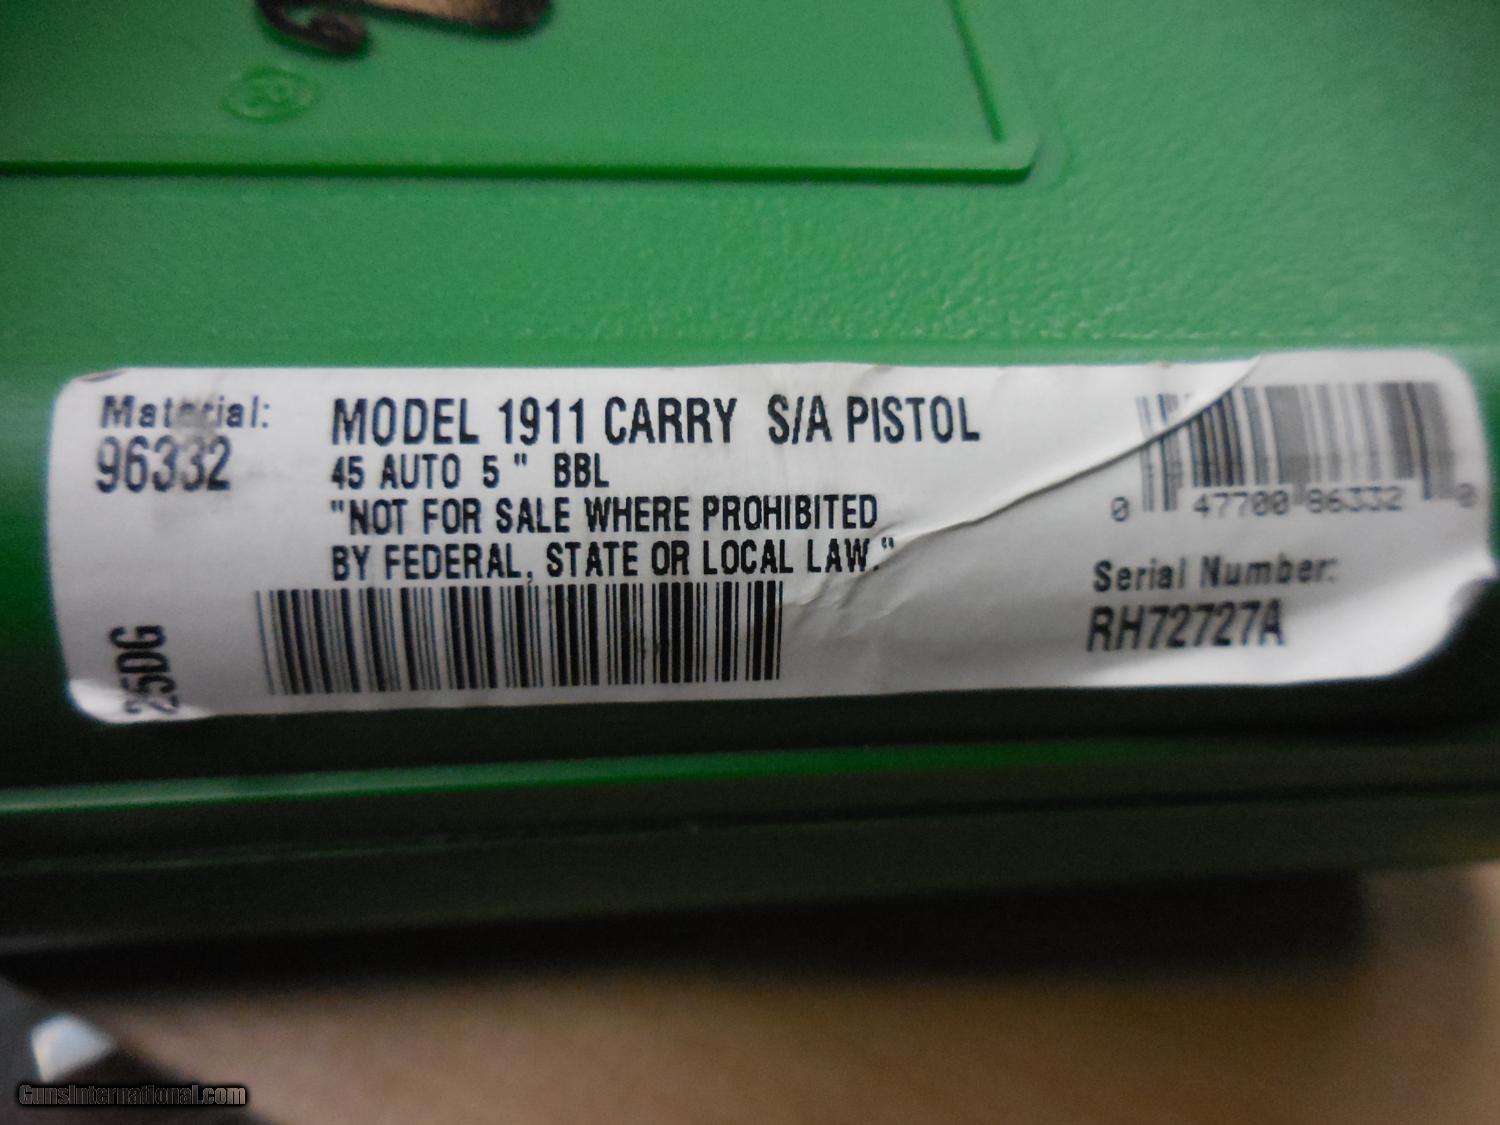 Material:
96332
MODEL 1911 CARRY S/A PISTOL
45 AUTO 5 " BBL
"NOT FOR SALE WHERE PROHIBITED
BY FEDERAL, STATE OR LOCAL LAW."
25DG
0 47700 86332 0
Serial Number:
RH72727A
GunsInternational.com